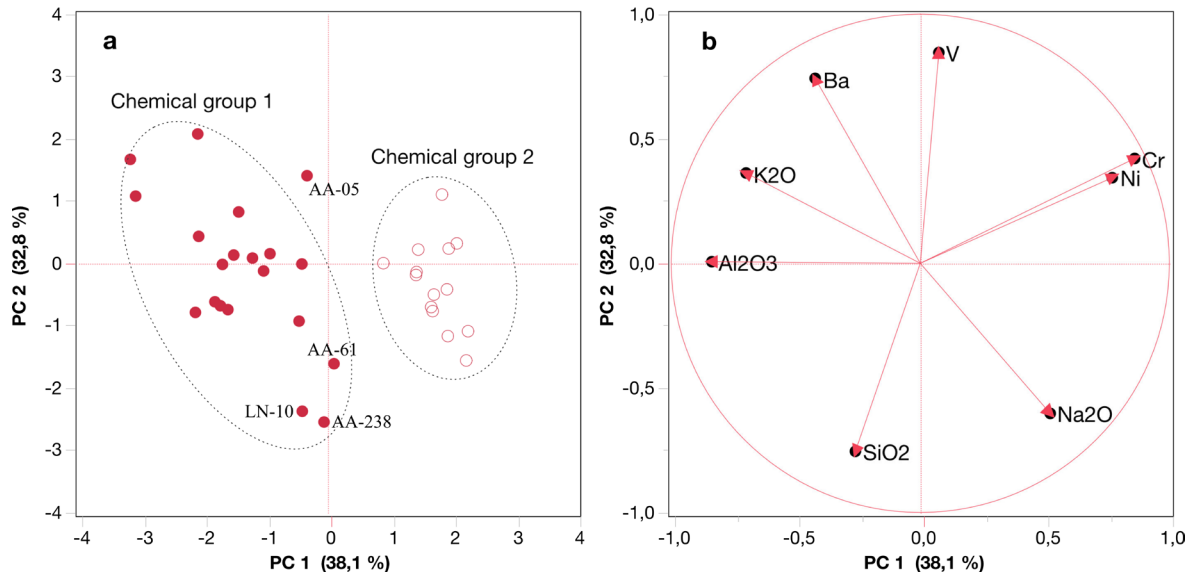 a
Chemical group 1
Chemical group 2
AA-05
AA-61
LN-10
AA-238
4
3
2
1
0
-1
-2
-3
-4
PC 2 (32,8 %)
-4
-3
-2
-1
0
1
2
3
4
PC 1 (38,1 %)
b
V
Ba
Cr
Ni
K2O
Al2O3
Na2O
SiO2
1,0
0,5
0,0
-0,5
-1,0
PC 2 (32,8 %)
-1,0
-0,5
0,0
0,5
1,0
PC 1 (38,1 %)